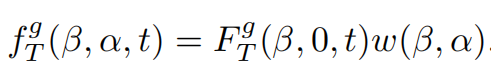 f_T^g(β, α, t) = F_T^g(β, 0, t)w(β, α).